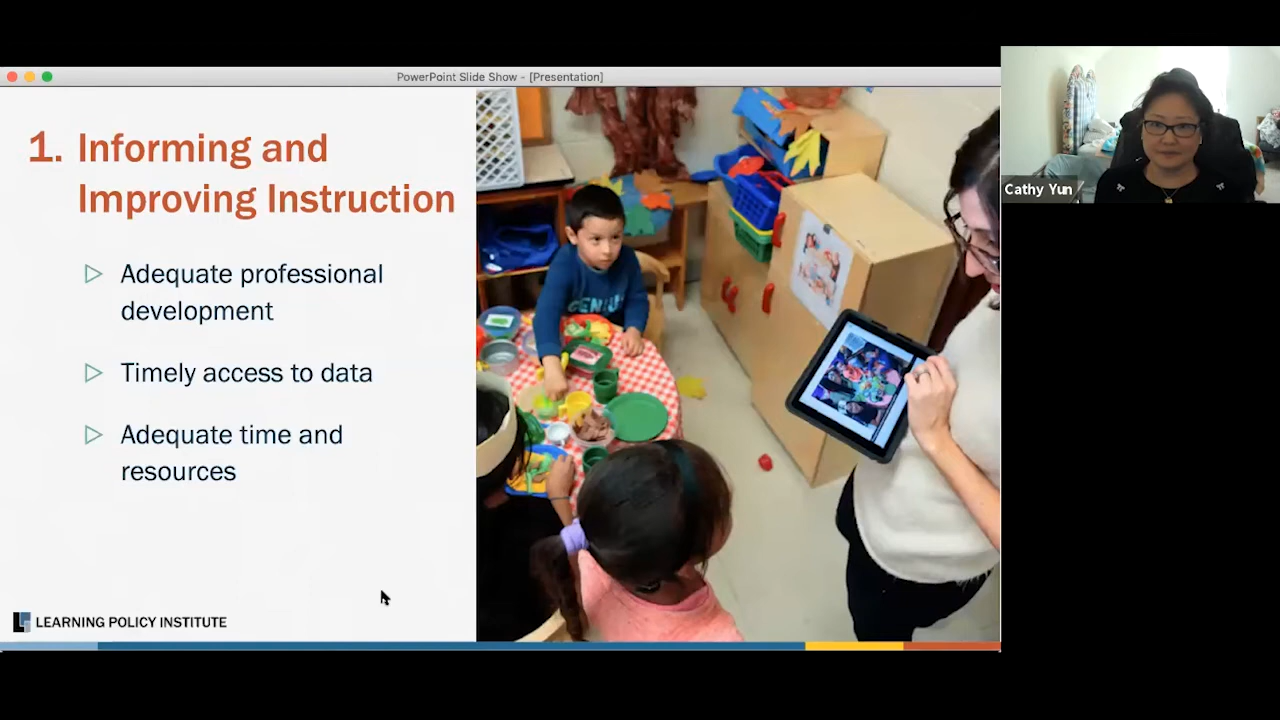 PowerPoint Slide Show - [Presentation]
1. Informing and
Improving Instruction
Adequate professional
development
Timely access to data
Adequate time and
resources
LEARNING POLICY INSTITUTE
GENIUS
Cathy Yun